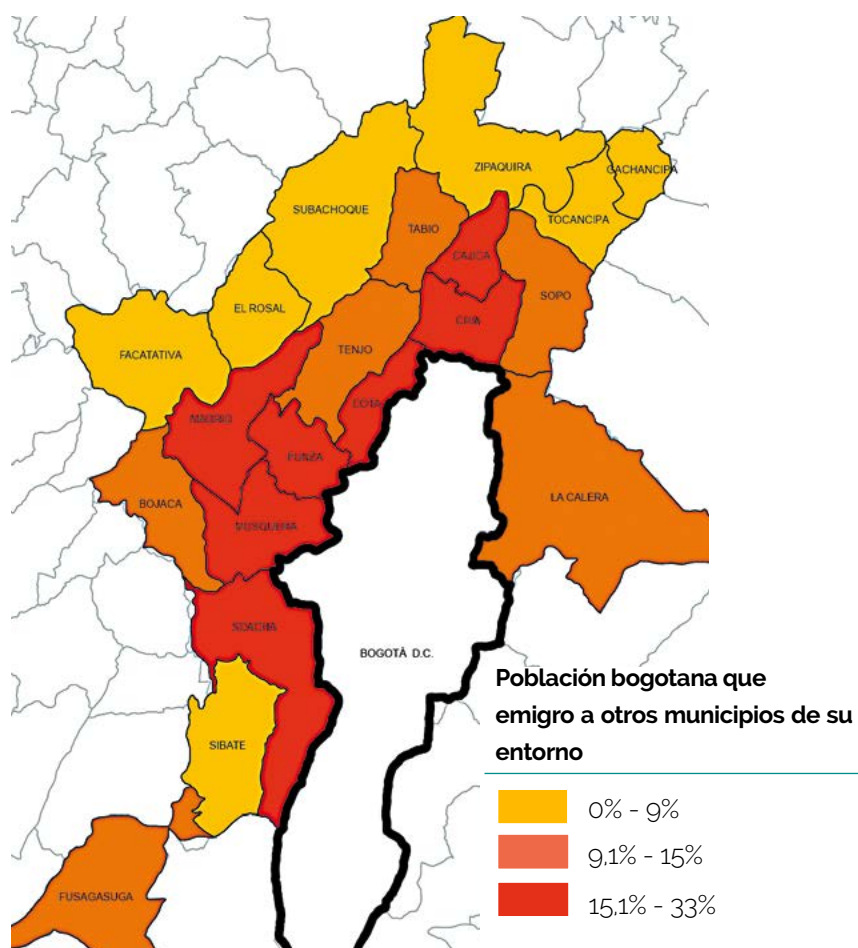 ZIPAQUIRA
GACHANCIPA
SUBACHOQUE
TOCANCIPA
TABIO
CAJICA
EL ROSAL
SOPO
CHIA
FACATATIVA
TENJO
COTA
MADRID
FUNZA
LA CALERA
BOJACA
MOSQUERA
SOACHA
BOGOTÀ D.C.
SIBATE
FUSAGASUGA
Población bogotana que
emigro a otros municipios de su
entorno
0% - 9%
9,1% - 15%
15,1% - 33%